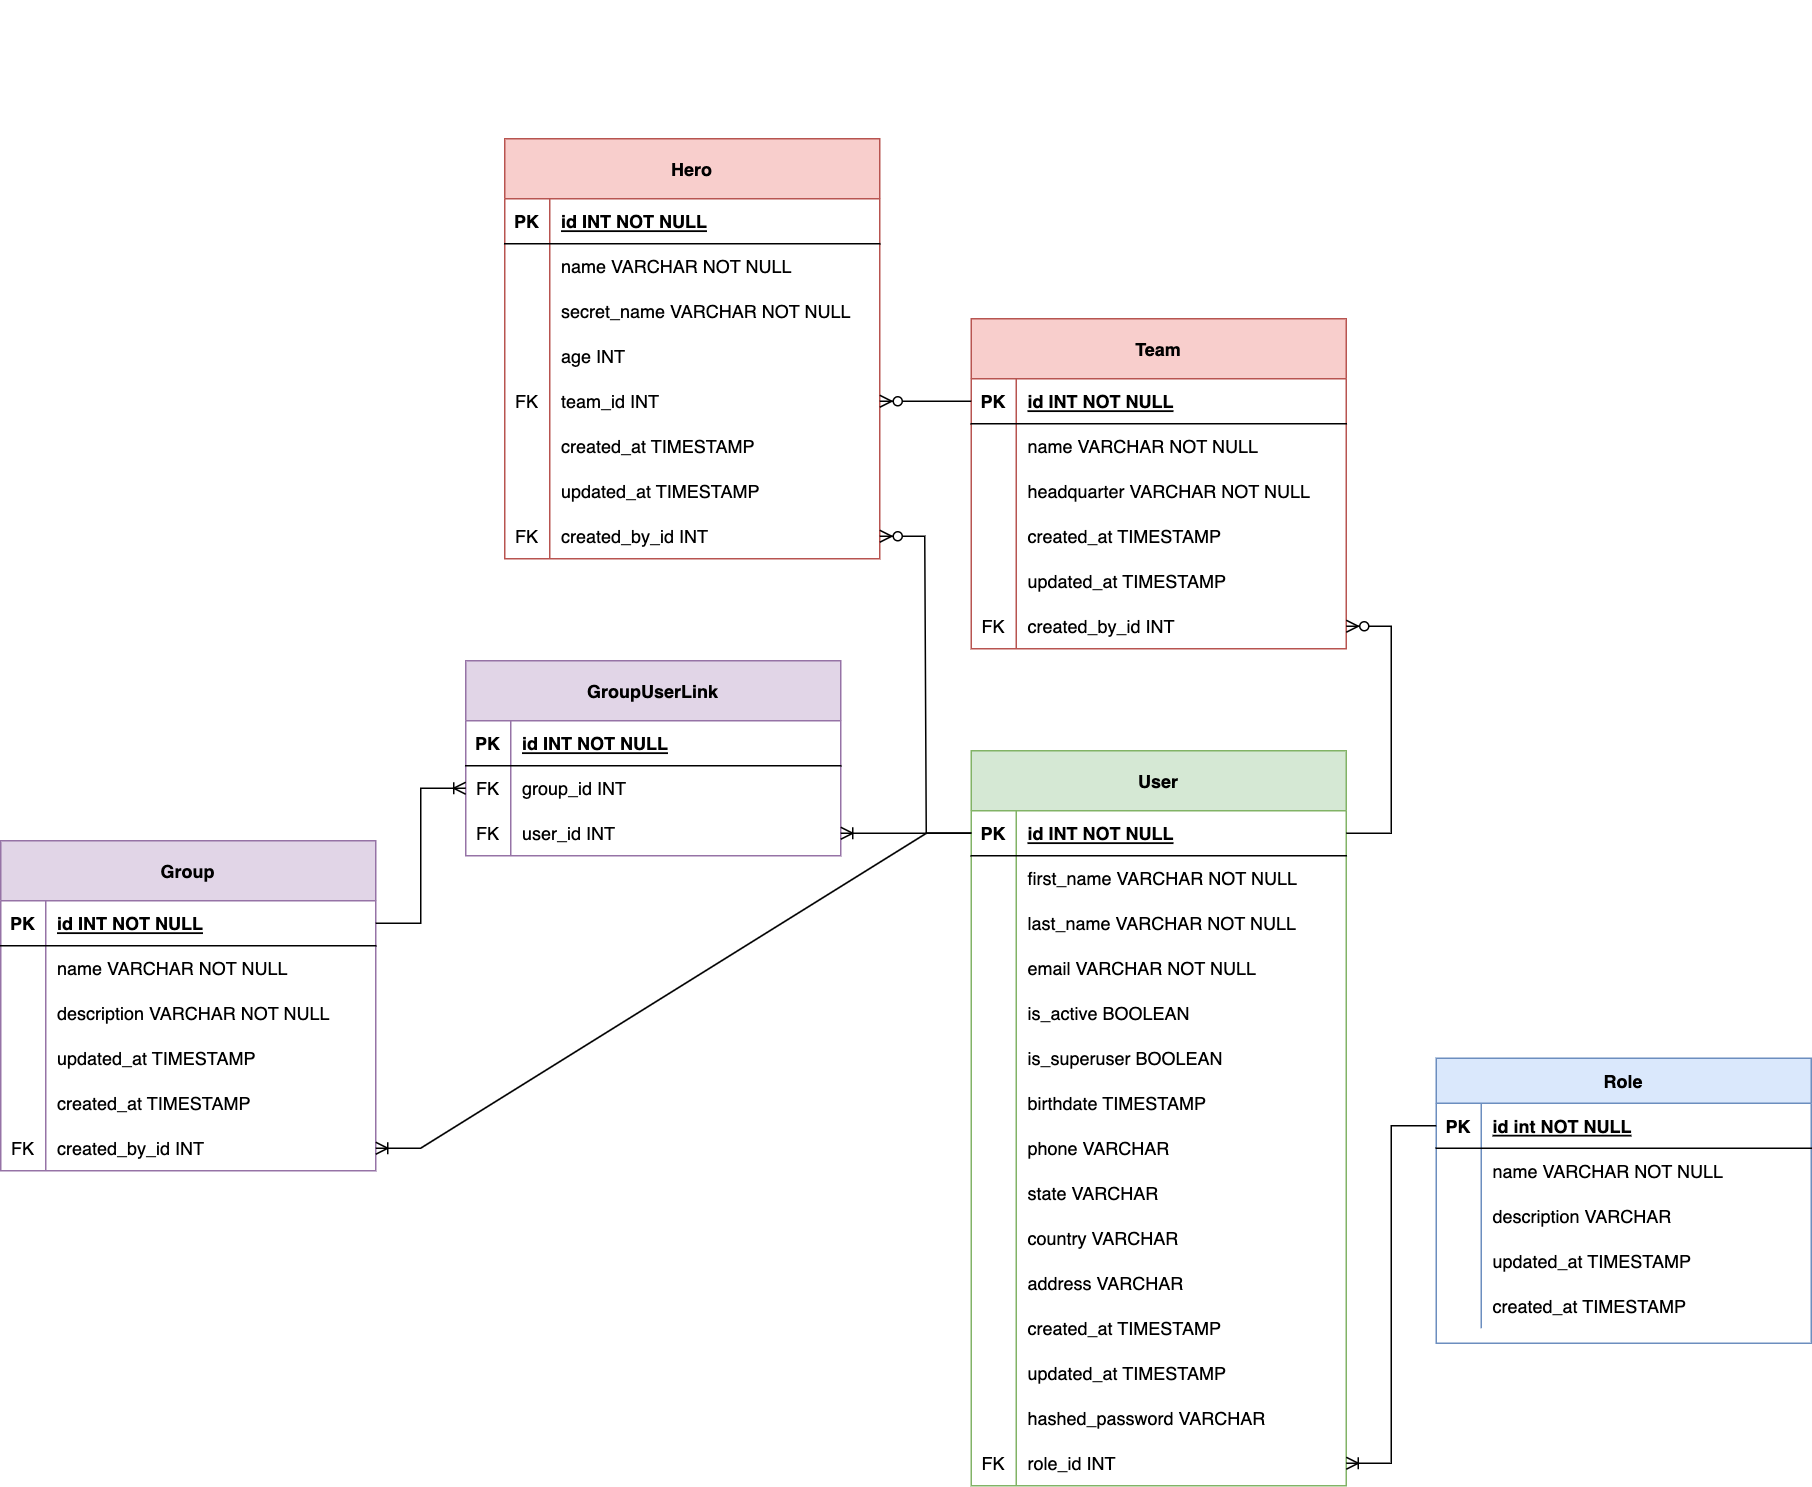 Hero
PK id INT NOT NULL
name VARCHAR NOT NULL
secret_name VARCHAR NOT NULL
age INT
FK team_id INT
created_at TIMESTAMP
updated_at TIMESTAMP
FK created_by_id INT
Team
PK id INT NOT NULL
name VARCHAR NOT NULL
headquarter VARCHAR NOT NULL
created_at TIMESTAMP
updated_at TIMESTAMP
FK created_by_id INT
GroupUserLink
PK id INT NOT NULL
FK group_id INT
FK user_id INT
Group
PK id INT NOT NULL
name VARCHAR NOT NULL
description VARCHAR NOT NULL
updated_at TIMESTAMP
created_at TIMESTAMP
FK created_by_id INT
User
PK id INT NOT NULL
first_name VARCHAR NOT NULL
last_name VARCHAR NOT NULL
email VARCHAR NOT NULL
is_active BOOLEAN
is_superuser BOOLEAN
birthdate TIMESTAMP
phone VARCHAR
state VARCHAR
country VARCHAR
address VARCHAR
created_at TIMESTAMP
updated_at TIMESTAMP
hashed_password VARCHAR
FK role_id INT
Role
PK id int NOT NULL
name VARCHAR NOT NULL
description VARCHAR
updated_at TIMESTAMP
created_at TIMESTAMP